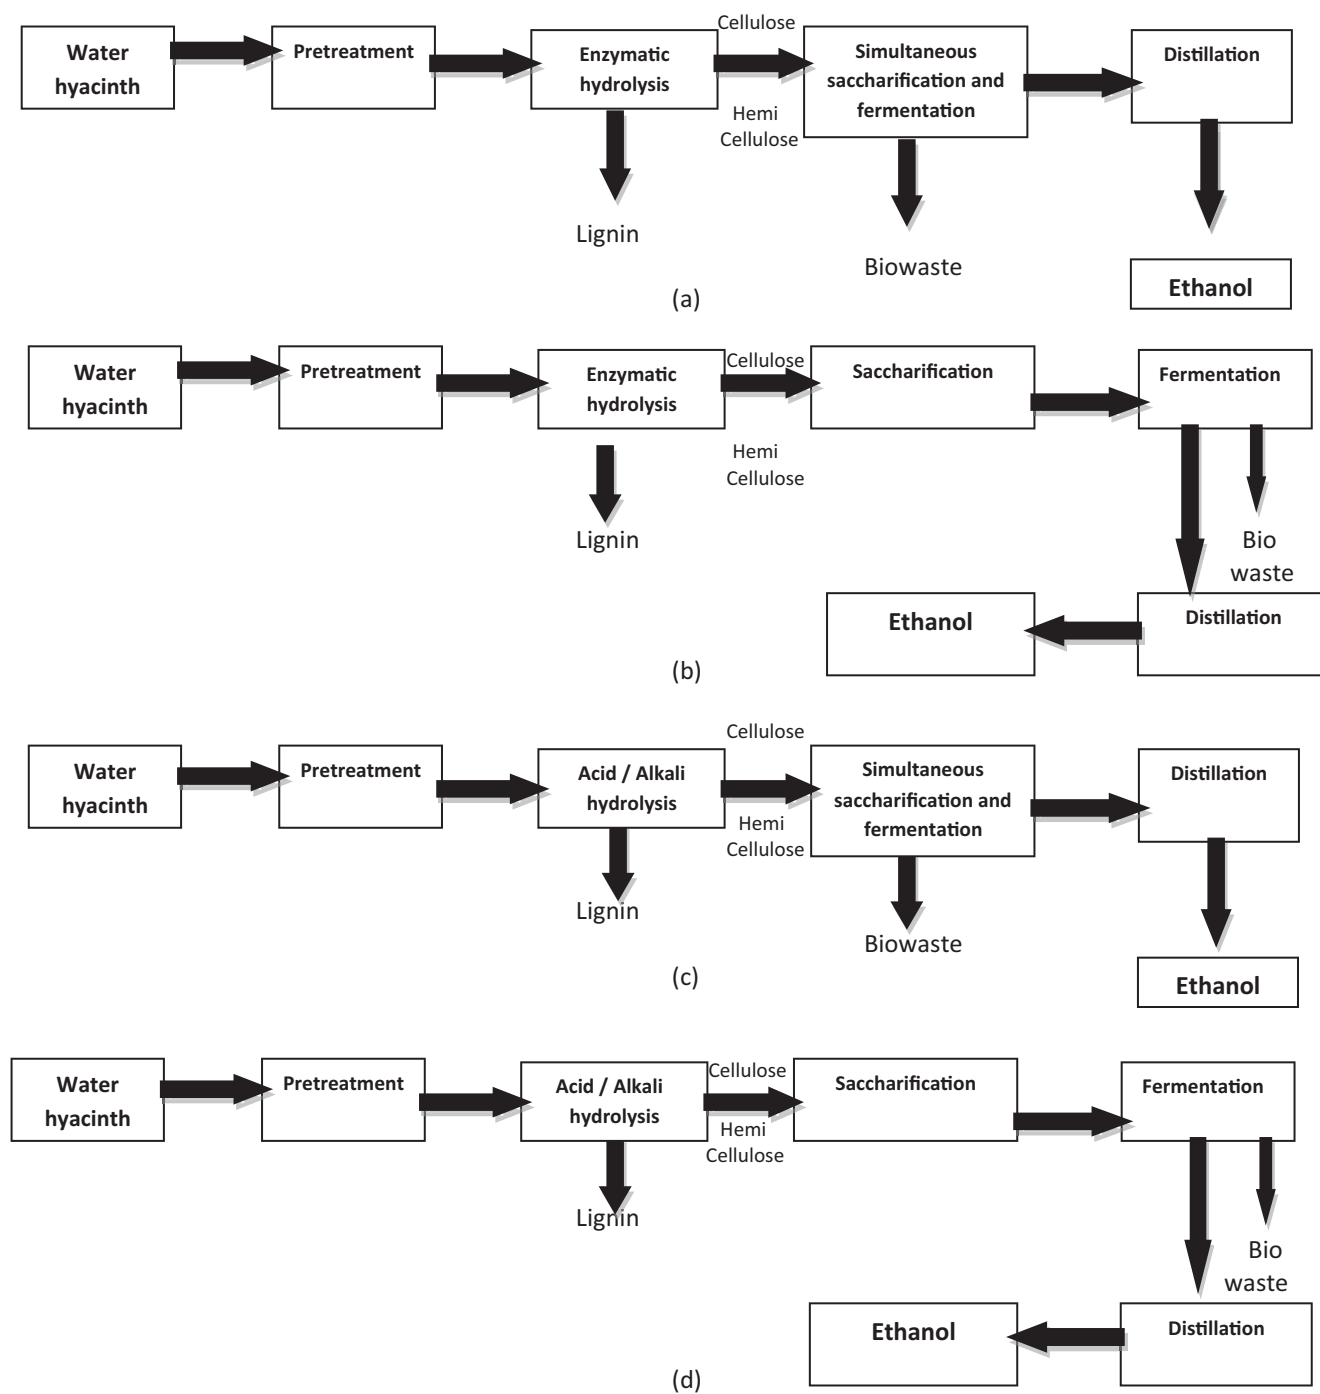 Water
hyacinth
Pretreatment
Enzymatic
hydrolysis
Cellulose
Hemi
Cellulose
Simultaneous
saccharification and
fermentation
Distillation
Lignin
Biowaste
Ethanol
(a)
Water
hyacinth
Pretreatment
Enzymatic
hydrolysis
Cellulose
Hemi
Cellulose
Saccharification
Fermentation
Lignin
Bio
waste
Ethanol
Distillation
(b)
Water
hyacinth
Pretreatment
Acid / Alkali
hydrolysis
Cellulose
Hemi
Cellulose
Simultaneous
saccharification and
fermentation
Distillation
Lignin
Biowaste
Ethanol
(c)
Water
hyacinth
Pretreatment
Acid / Alkali
hydrolysis
Cellulose
Hemi
Cellulose
Saccharification
Fermentation
Lignin
Bio
waste
Ethanol
Distillation
(d)